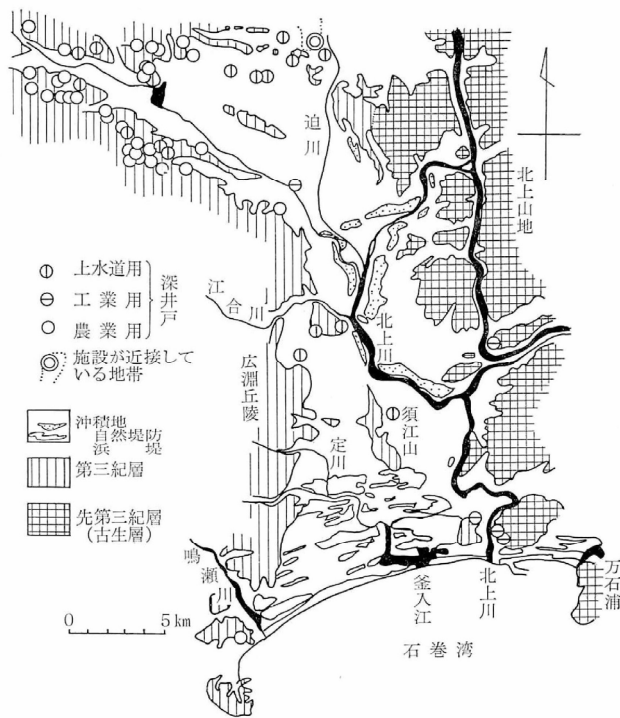 迫川
北上山地
上水道用
工業用
農業用
深井戸
施設が近接して
いる地帯
沖積地
自然堤防
浜堤
第三紀層
先第三紀層
(古生層)
江合川
北上川
広淵丘陵
須江山
定川
鳴瀬川
釜入江
北上川
万石浦
石巻湾
0 5km